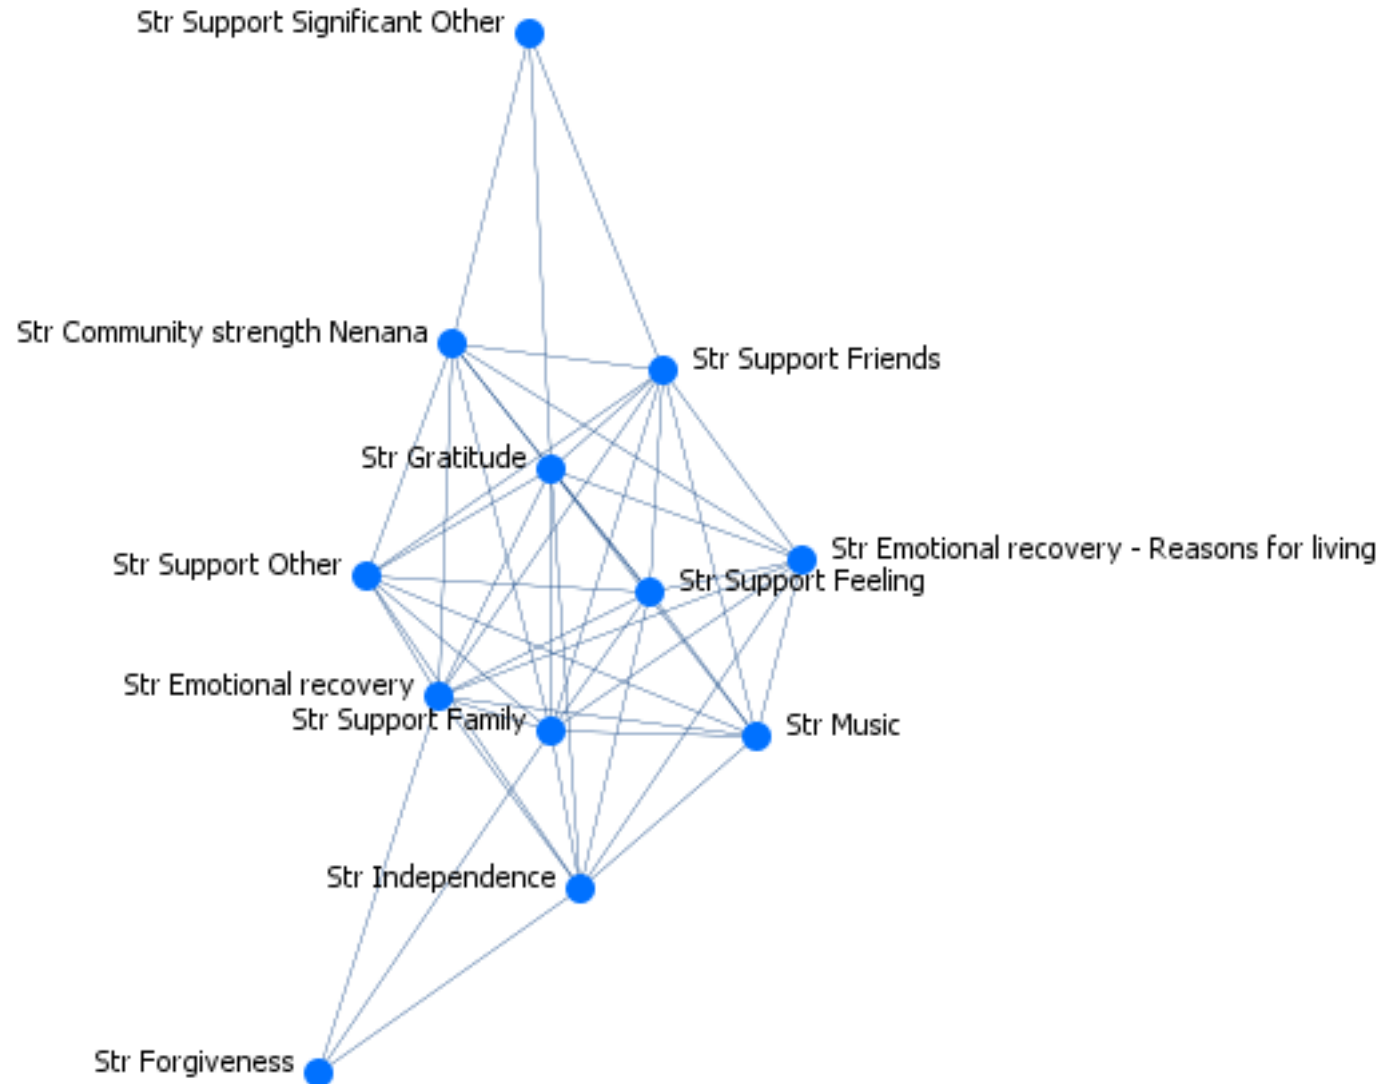 Str Support Significant Other
Str Community strength Nenana
Str Support Friends
Str Gratitude
Str Emotional recovery - Reasons for living
Str Support Other
Str Support Feeling
Str Emotional recovery
Str Support Family
Str Music
Str Independence
Str Forgiveness